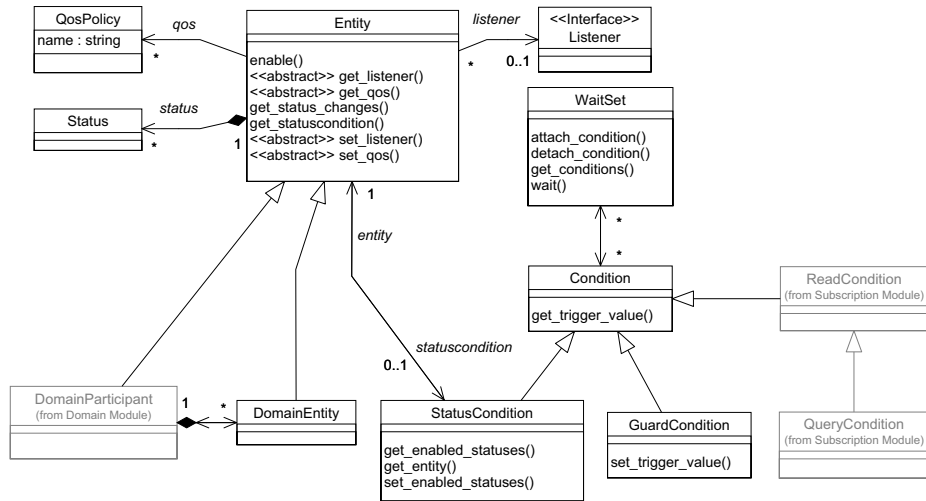 QosPolicy
name : string
qos
*
Entity
enable()
<<abstract>> get_listener()
<<abstract>> get_qos()
get_status_changes()
get_statuscondition()
<<abstract>> set_listener()
<<abstract>> set_qos()
listener
*
0..1
<<Interface>>
Listener
Status
status
*
1
WaitSet
attach_condition()
detach_condition()
get_conditions()
wait()
1
entity
*
*
Condition
get_trigger_value()
ReadCondition
(from Subscription Module)
statuscondition
0..1
DomainParticipant
(from Domain Module)
1
*
DomainEntity
StatusCondition
get_enabled_statuses()
get_entity()
set_enabled_statuses()
GuardCondition
set_trigger_value()
QueryCondition
(from Subscription Module)